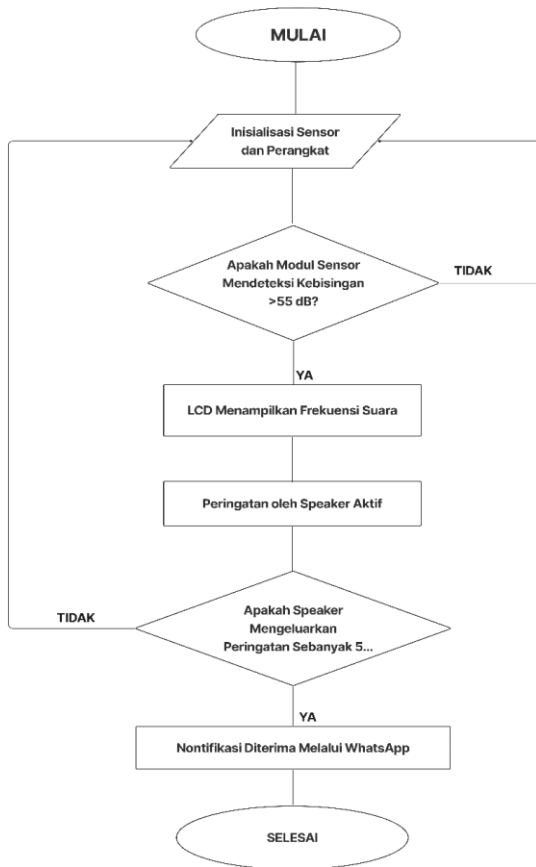 MULAI
Inisialisasi Sensor
dan Perangkat
Apakah Modul Sensor
Mendeteksi Kebisingan
>55 dB?
TIDAK
YA
LCD Menampilkan Frekuensi Suara
Peringatan oleh Speaker Aktif
TIDAK
Apakah Speaker
Mengeluarkan
Peringatan Sebanyak 5...
YA
Nontifikasi Diterima Melalui WhatsApp
SELESAI